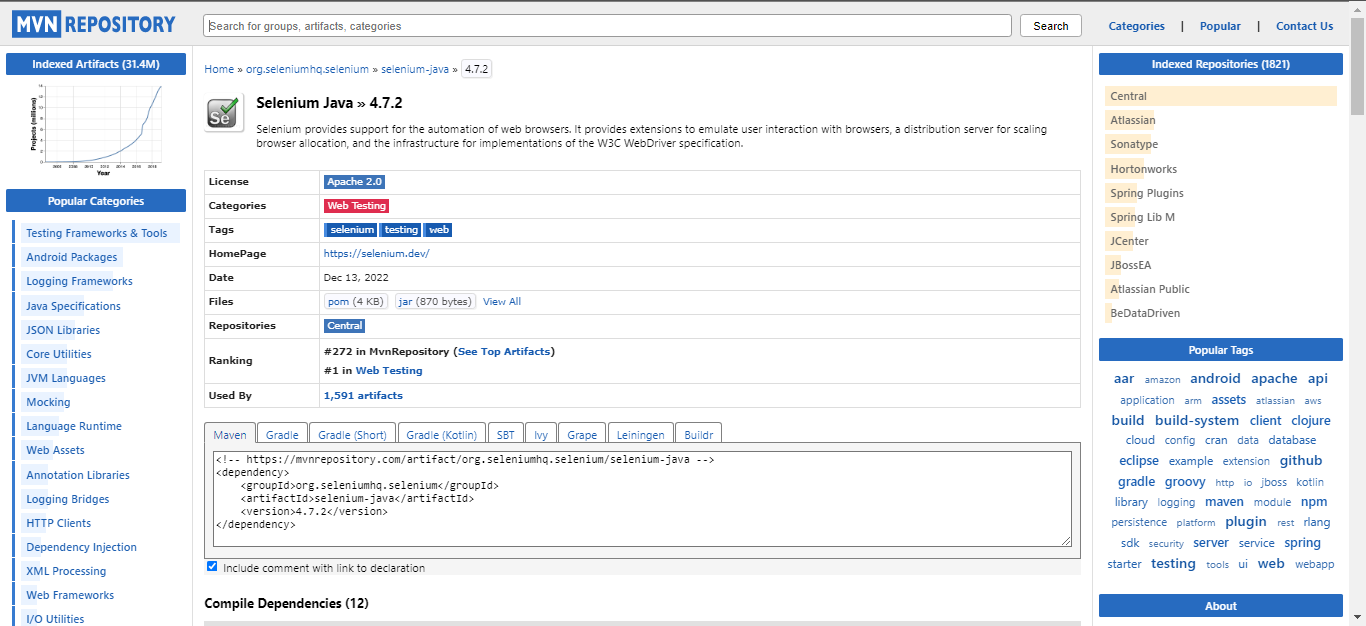 MVN REPOSITORY
Search for groups, artifacts, categories
Search
Categories | Popular | Contact Us
Indexed Artifacts (31.4M)
Projects (millions)
Year
Popular Categories
Testing Frameworks & Tools
Android Packages
Logging Frameworks
Java Specifications
JSON Libraries
Core Utilities
JVM Languages
Mocking
Language Runtime
Web Assets
Annotation Libraries
Logging Bridges
HTTP Clients
Dependency Injection
XML Processing
Web Frameworks
I/O Utilities
Home » org.seleniumhq.selenium » selenium-java » 4.7.2
Se
Selenium Java » 4.7.2
Selenium provides support for the automation of web browsers. It provides extensions to emulate user interaction with browsers, a distribution server for scaling
browser allocation, and the infrastructure for implementations of the W3C WebDriver specification.
License Apache 2.0
Categories Web Testing
Tags selenium testing web
HomePage https://selenium.dev/
Date Dec 13, 2022
Files pom (4 KB) jar (870 bytes) View All
Repositories Central
Ranking #272 in MvnRepository (See Top Artifacts)
#1 in Web Testing
Used By 1,591 artifacts
Maven Gradle Gradle (Short) Gradle (Kotlin) SBT Ivy Grape Leiningen Buildr
<!-- https://mvnrepository.com/artifact/org.seleniumhq.selenium/selenium-java -->
<dependency>
    <groupId>org.seleniumhq.selenium</groupId>
    <artifactId>selenium-java</artifactId>
    <version>4.7.2</version>
</dependency>
Include comment with link to declaration
Compile Dependencies (12)
Indexed Repositories (1821)
Central
Atlassian
Sonatype
Hortonworks
Spring Plugins
Spring Lib M
JCenter
JBossEA
Atlassian Public
BeDataDriven
Popular Tags
aar amazon android apache api
application arm assets atlassian aws
build build-system client clojure
cloud config cran data database
eclipse example extension github
gradle groovy http io jboss kotlin
library logging maven module npm
persistence platform plugin rest rlang
sdk security server service spring
starter testing tools ui web webapp
About